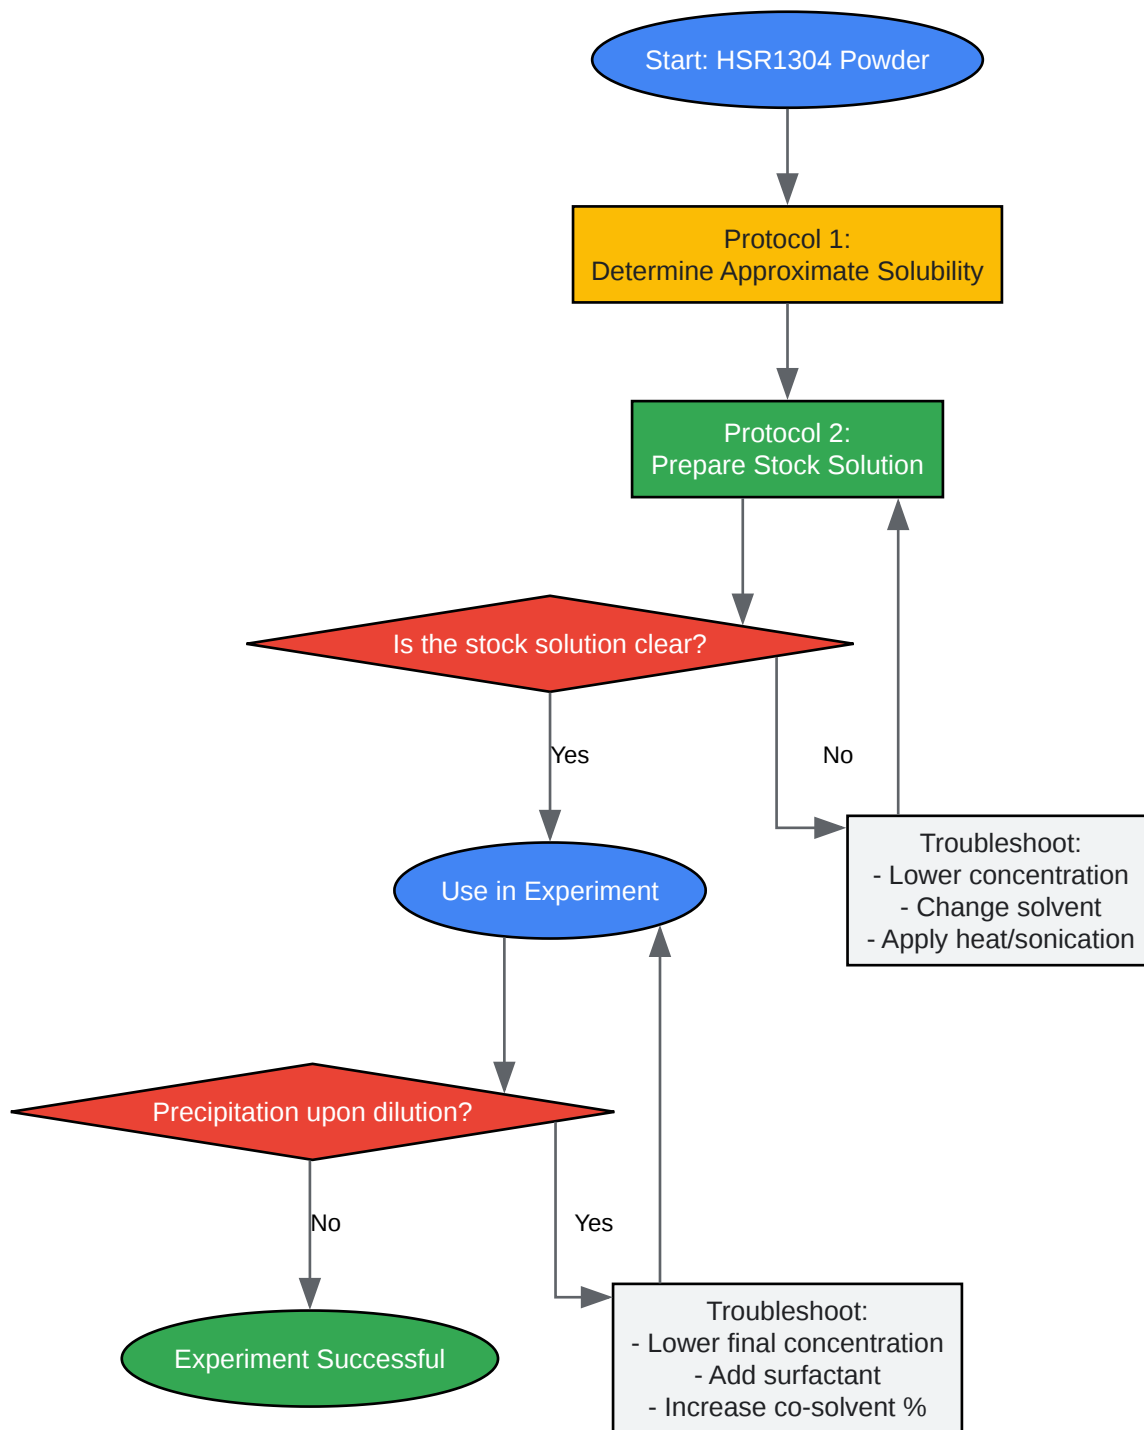 Start: HSR1304 Powder
Protocol 1:
Determine Approximate Solubility
Protocol 2:
Prepare Stock Solution
Is the stock solution clear?
Yes
No
Troubleshoot:
- Lower concentration
- Change solvent
- Apply heat/sonication
Use in Experiment
Precipitation upon dilution?
No
Yes
Troubleshoot:
- Lower final concentration
- Add surfactant
- Increase co-solvent %
Experiment Successful